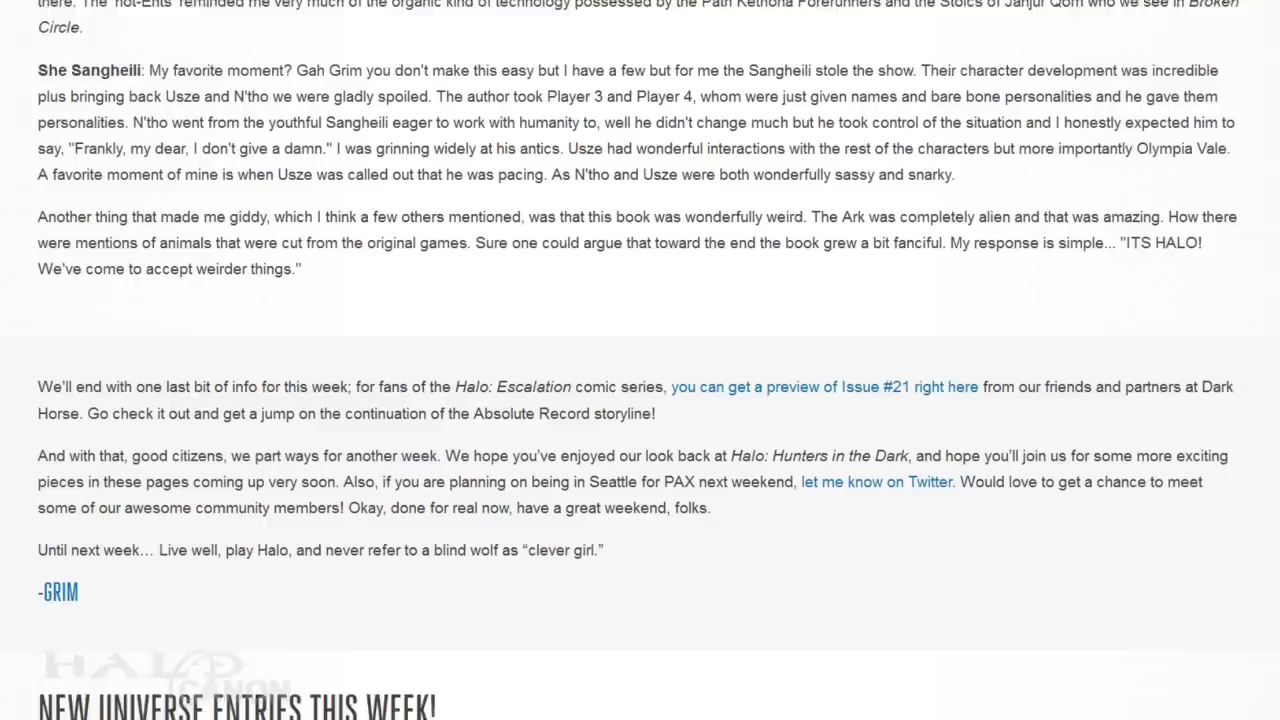 there. The 'not-Ents' reminded me very much of the organic kind of technology possessed by the Path Kethona Forerunners and the Stoics of Janjur Qom who we see in Broken
Circle.
She Sangheili: My favorite moment? Gah Grim you don't make this easy but I have a few but for me the Sangheili stole the show. Their character development was incredible
plus bringing back Usze and N'tho we were gladly spoiled. The author took Player 3 and Player 4, whom were just given names and bare bone personalities and he gave them
personalities. N'tho went from the youthful Sangheili eager to work with humanity to, well he didn't change much but he took control of the situation and I honestly expected him to
say, "Frankly, my dear, I don't give a damn." I was grinning widely at his antics. Usze had wonderful interactions with the rest of the characters but more importantly Olympia Vale.
A favorite moment of mine is when Usze was called out that he was pacing. As N'tho and Usze were both wonderfully sassy and snarky.
Another thing that made me giddy, which I think a few others mentioned, was that this book was wonderfully weird. The Ark was completely alien and that was amazing. How there
were mentions of animals that were cut from the original games. Sure one could argue that toward the end the book grew a bit fanciful. My response is simple... "ITS HALO!
We've come to accept weirder things."
We'll end with one last bit of info for this week; for fans of the Halo: Escalation comic series, you can get a preview of Issue #21 right here from our friends and partners at Dark
Horse. Go check it out and get a jump on the continuation of the Absolute Record storyline!
And with that, good citizens, we part ways for another week. We hope you've enjoyed our look back at Halo: Hunters in the Dark, and hope you'll join us for some more exciting
pieces in these pages coming up very soon. Also, if you are planning on being in Seattle for PAX next weekend, let me know on Twitter. Would love to get a chance to meet
some of our awesome community members! Okay, done for real now, have a great weekend, folks.
Until next week… Live well, play Halo, and never refer to a blind wolf as “clever girl.”
-GRIM
HALO
CANON
NEW UNIVERSE ENTRIES THIS WEEK!